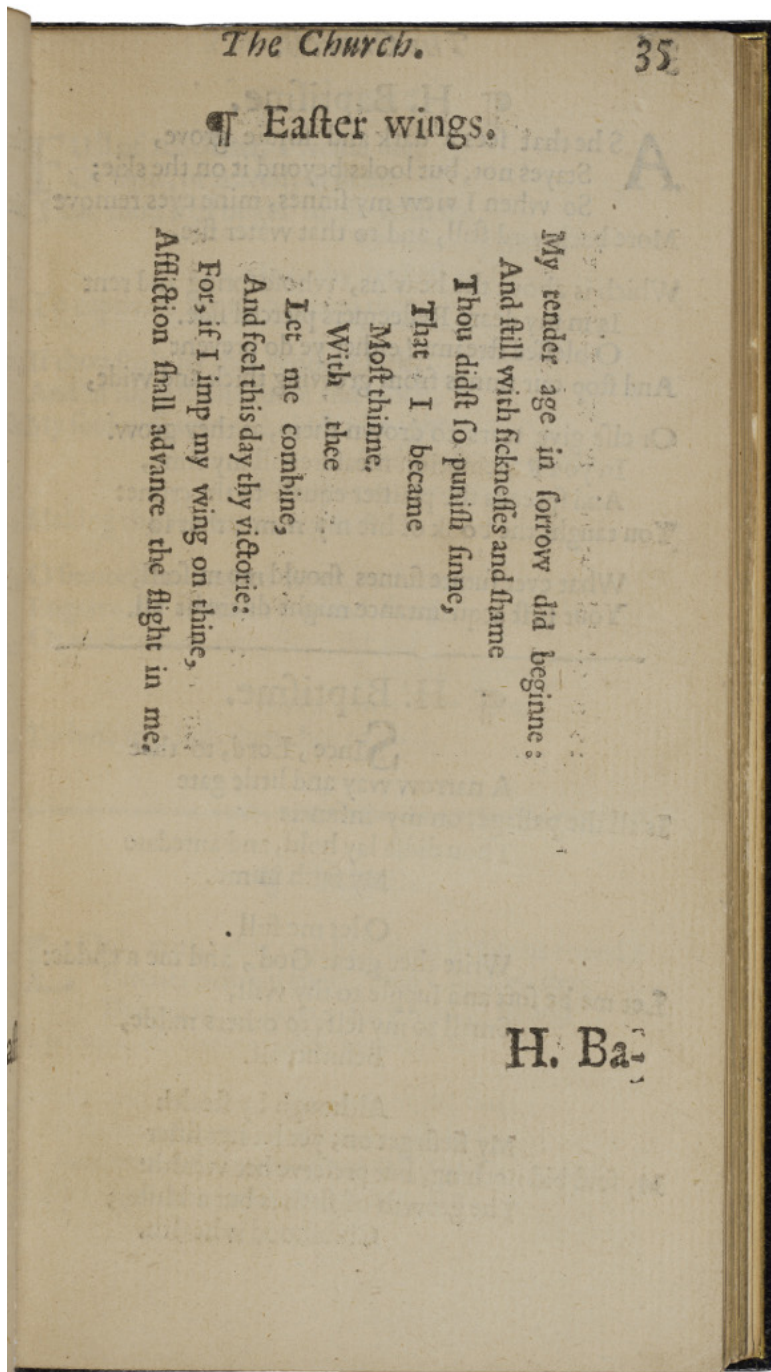 The Church. 35
¶ Eaſter wings.
My tender age in ſorrow did beginne:
And ſtill with ſickneſſes and ſhame
Thou didſt ſo puniſh ſinne,
That I became
Moſt thinne.
With thee
Let me combine,
And feel this day thy victorie:
For, if I imp my wing on thine,
Affliction ſhall advance the flight in me.
H. Ba-